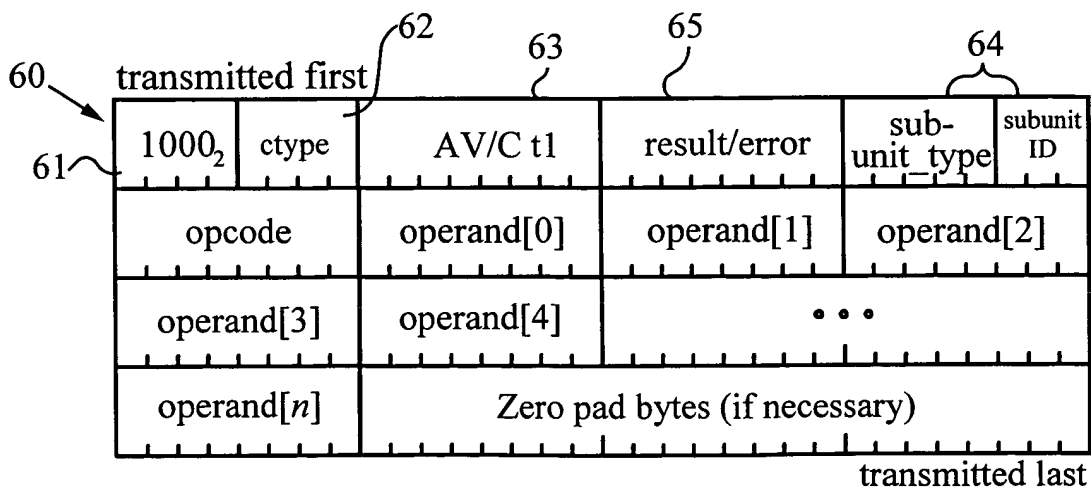 62
63
65
64
60
transmitted first
1000₂
ctype
AV/C t1
result/error
sub-
unit_type
subunit
ID
61
opcode
operand[0]
operand[1]
operand[2]
operand[3]
operand[4]
• • •
operand[n]
Zero pad bytes (if necessary)
transmitted last